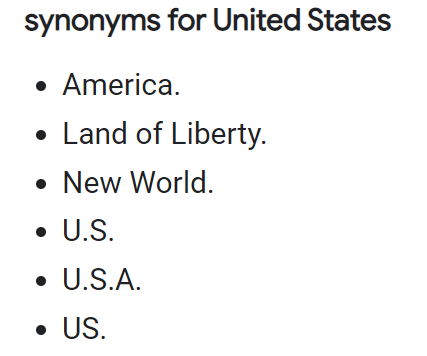 synonyms for United States
• America.
• Land of Liberty.
• New World.
• U.S.
• U.S.A.
• US.